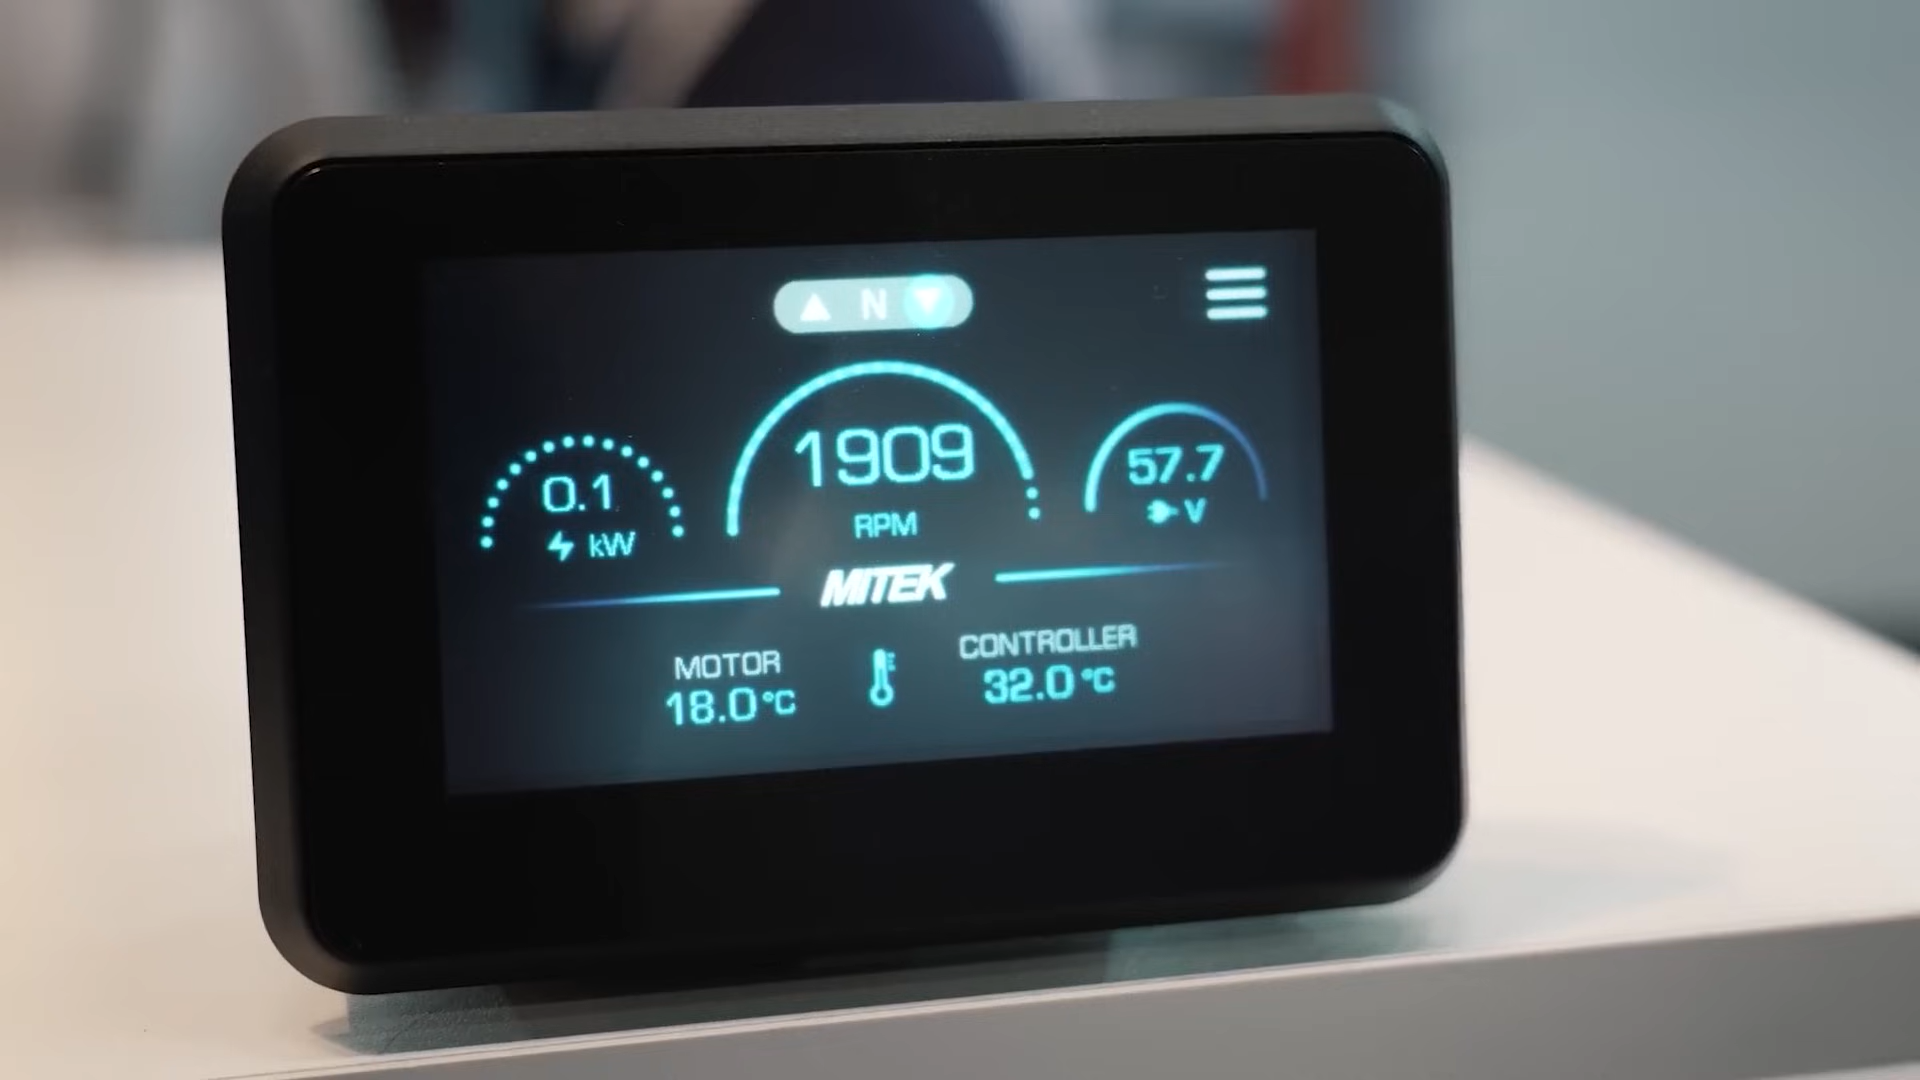 N
1909
RPM
0.1
kW
57.7
V
MITEK
MOTOR
18.0°C
CONTROLLER
32.0°C